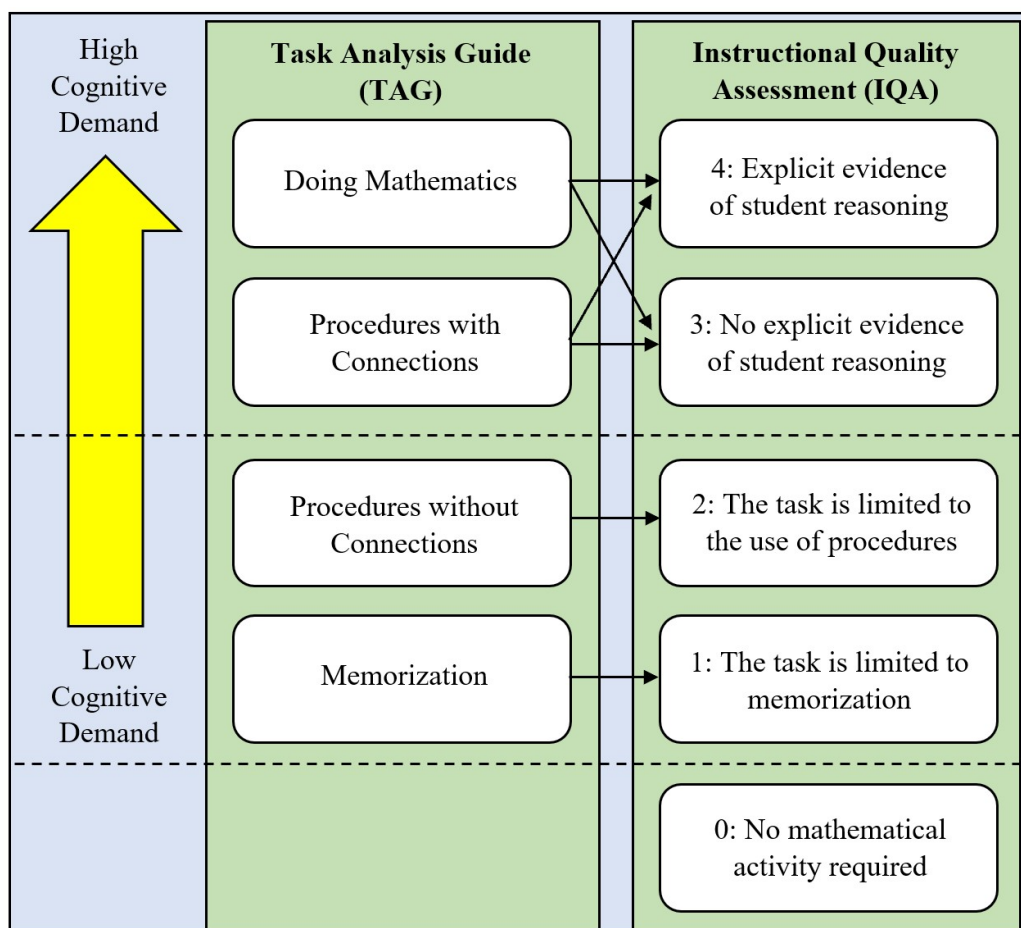 High
Cognitive
Demand
Low
Cognitive
Demand
Task Analysis Guide
(TAG)
Doing Mathematics
Procedures with
Connections
Procedures without
Connections
Memorization
Instructional Quality
Assessment (IQA)
4: Explicit evidence
of student reasoning
3: No explicit evidence
of student reasoning
2: The task is limited to
the use of procedures
1: The task is limited to
memorization
0: No mathematical
activity required